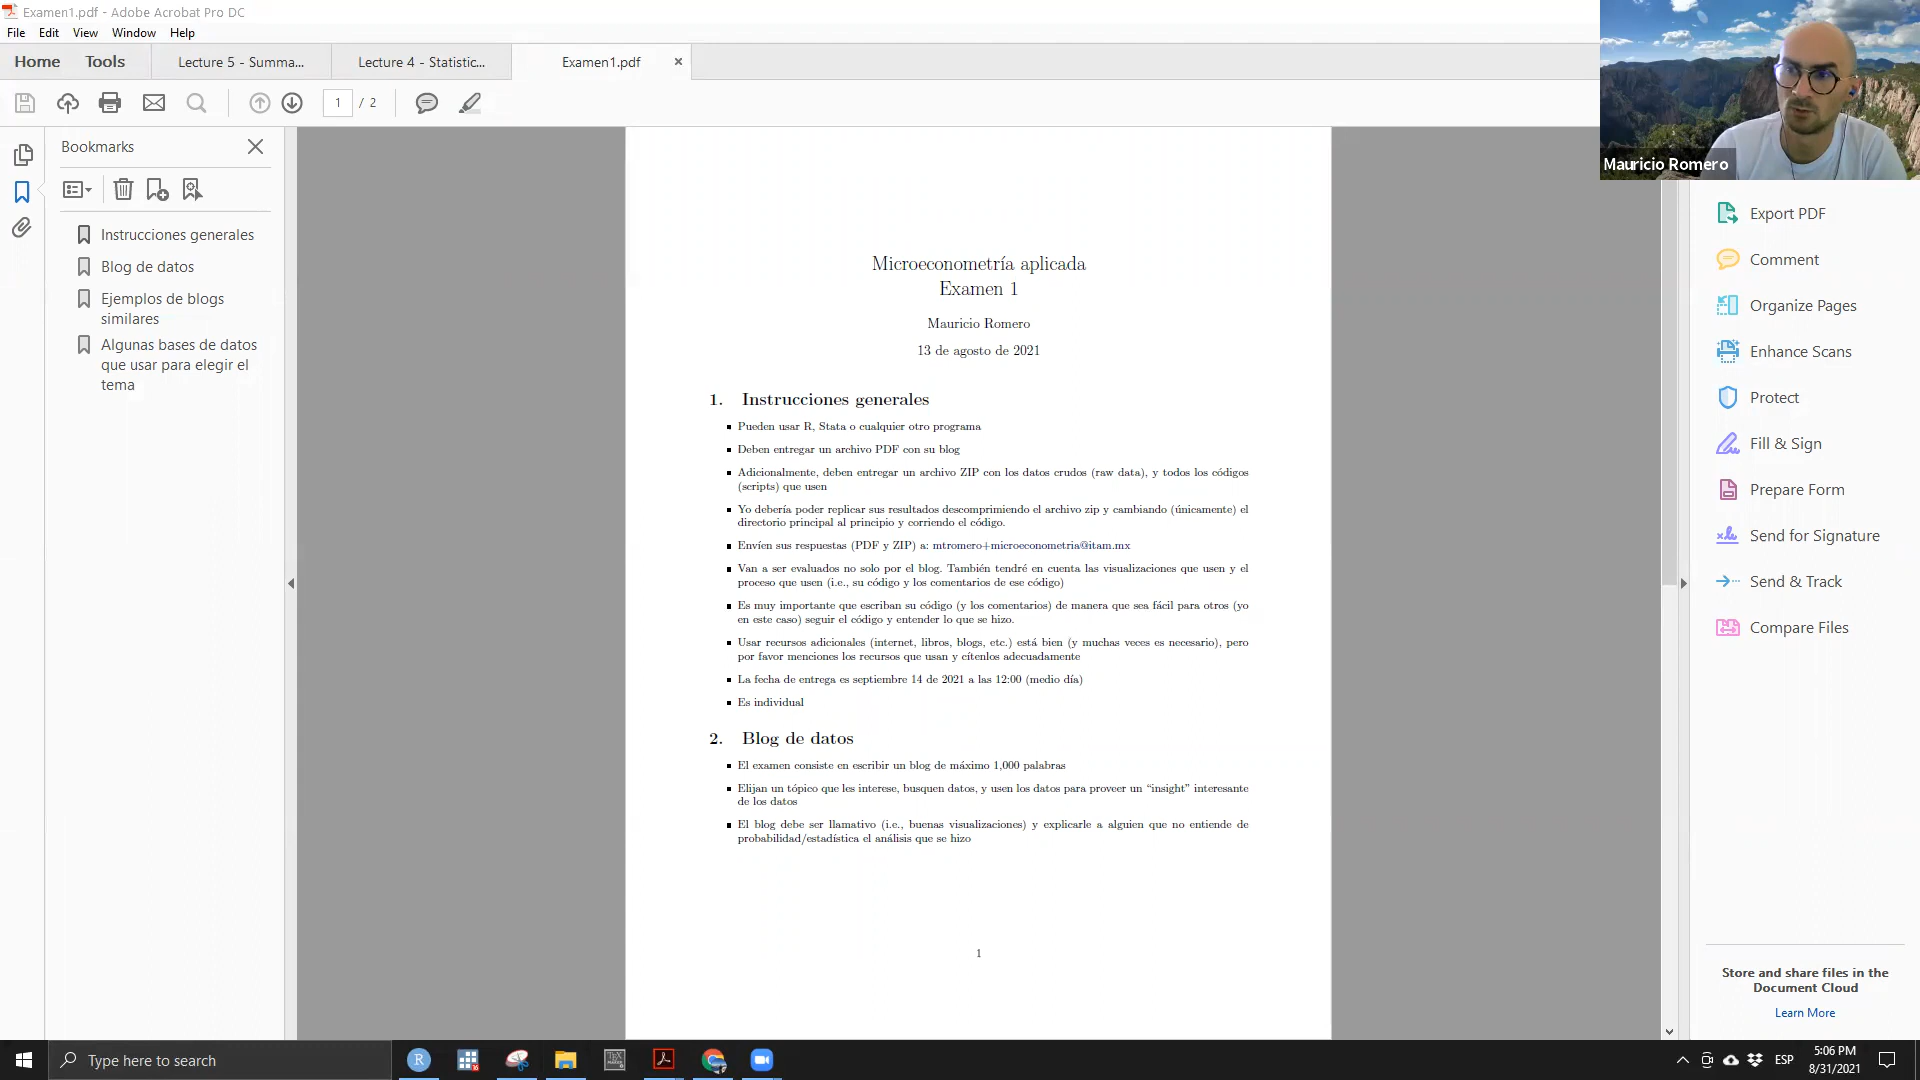 Examen1.pdf - Adobe Acrobat Pro DC
File Edit View Window Help
Home Tools Lecture 5 - Summa... Lecture 4 - Statistic... Examen1.pdf
1 / 2
Mauricio Romero
Bookmarks
Instrucciones generales
Blog de datos
Ejemplos de blogs
similares
Algunas bases de datos
que usar para elegir el
tema
Microeconometría aplicada
Examen 1
Mauricio Romero
13 de agosto de 2021
1. Instrucciones generales
Pueden usar R, Stata o cualquier otro programa
Deben entregar un archivo PDF con su blog
Adicionalmente, deben entregar un archivo ZIP con los datos crudos (raw data), y todos los códigos
(scripts) que usen
Yo debería poder replicar sus resultados descomprimiendo el archivo zip y cambiando (únicamente) el
directorio principal al principio y corriendo el código.
Envíen sus respuestas (PDF y ZIP) a: mtromero+microeconometria@itam.mx
Van a ser evaluados no solo por el blog. También tendré en cuenta las visualizaciones que usen y el
proceso que usen (i.e., su código y los comentarios de ese código)
Es muy importante que escriban su código (y los comentarios) de manera que sea fácil para otros (yo
en este caso) seguir el código y entender lo que se hizo.
Usar recursos adicionales (internet, libros, blogs, etc.) está bien (y muchas veces es necesario), pero
por favor menciones los recursos que usan y cítenlos adecuadamente
La fecha de entrega es septiembre 14 de 2021 a las 12:00 (medio día)
Es individual
2. Blog de datos
El examen consiste en escribir un blog de máximo 1,000 palabras
Elijan un tópico que les interese, busquen datos, y usen los datos para proveer un “insight” interesante
de los datos
El blog debe ser llamativo (i.e., buenas visualizaciones) y explicarle a alguien que no entiende de
probabilidad/estadística el análisis que se hizo
1
Export PDF
Comment
Organize Pages
Enhance Scans
Protect
Fill & Sign
Prepare Form
Send for Signature
Send & Track
Compare Files
Store and share files in the
Document Cloud
Learn More
Type here to search
ESP
5:06 PM
8/31/2021